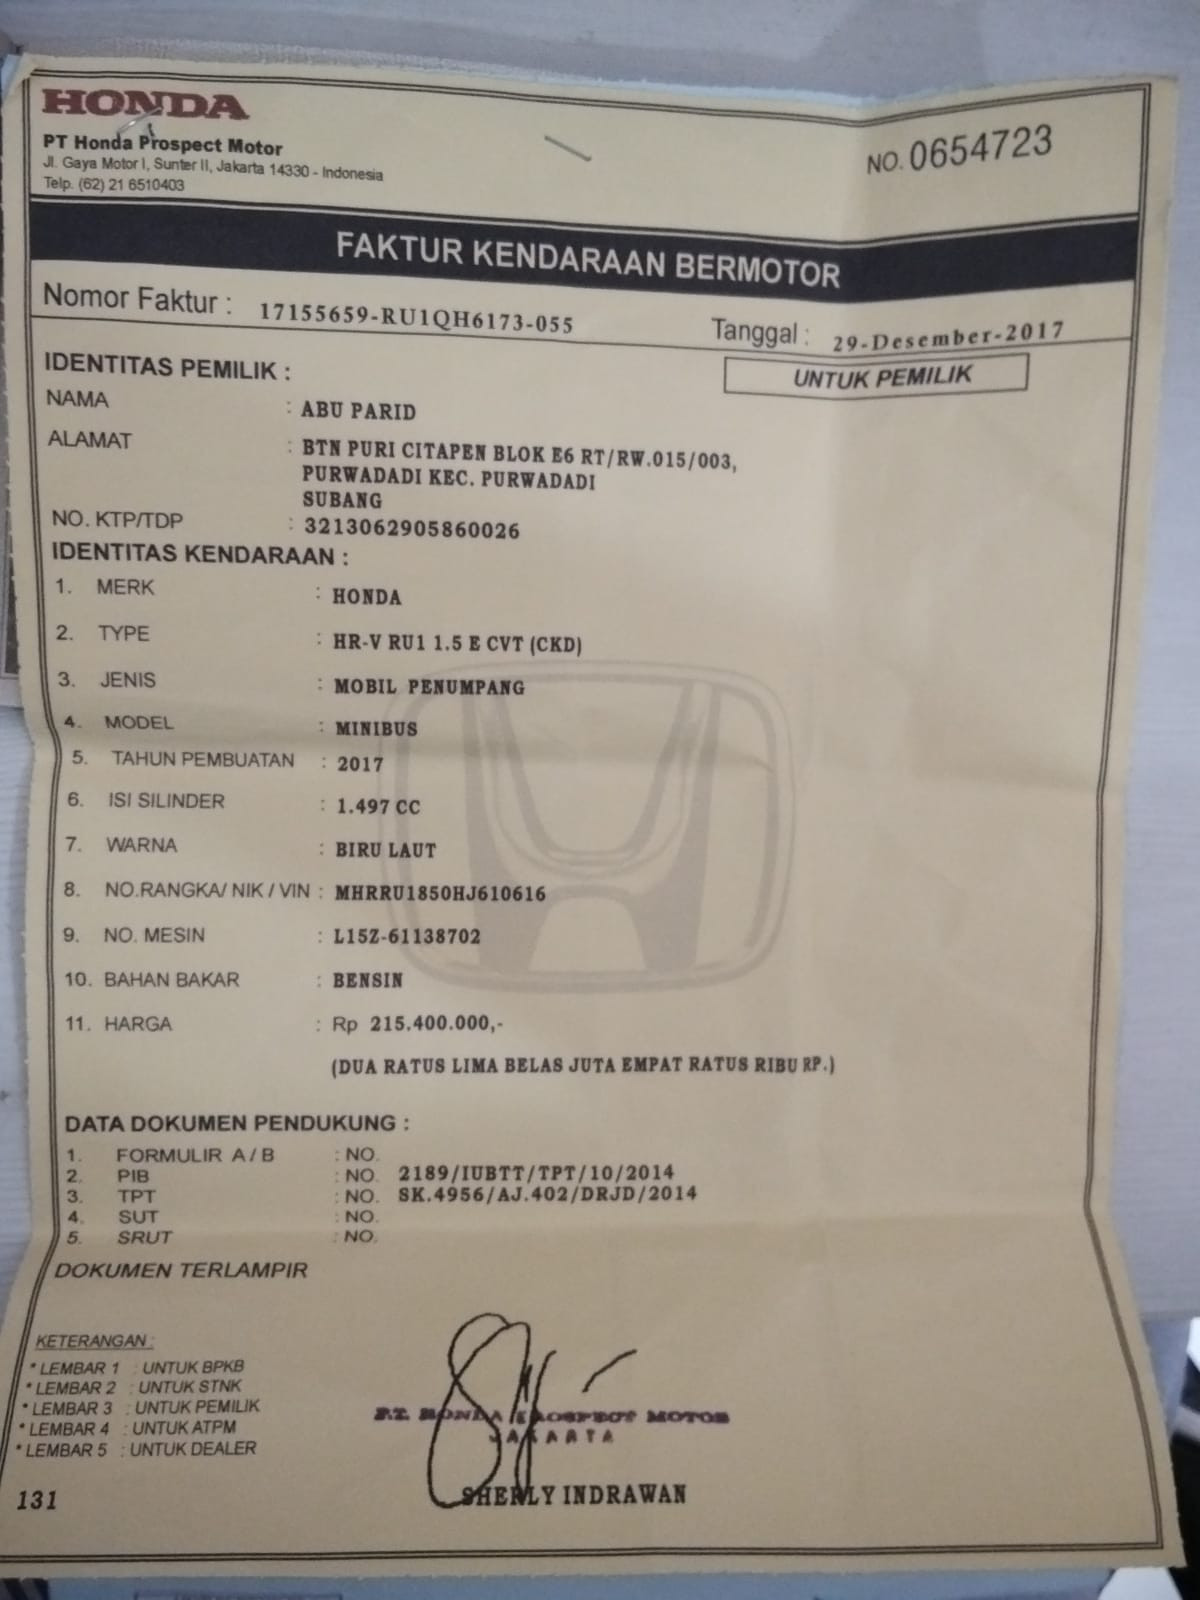 HONDA
PT Honda Prospect Motor
Jl. Gaya Motor I, Sunter II, Jakarta 14330 - Indonesia
Telp. (62) 21 6510403
NO. 0654723
FAKTUR KENDARAAN BERMOTOR
Nomor Faktur : 17155659-RU1QH6173-055
Tanggal : 29-Desember-2017
UNTUK PEMILIK
IDENTITAS PEMILIK :
NAMA : ABU PARID
ALAMAT : BTN PURI CITAPEN BLOK E6 RT/RW.015/003,
PURWADADI KEC. PURWADADI
SUBANG
NO. KTP/TDP : 3213062905860026
IDENTITAS KENDARAAN :
1. MERK : HONDA
2. TYPE : HR-V RU1 1.5 E CVT (CKD)
3. JENIS : MOBIL PENUMPANG
4. MODEL : MINIBUS
5. TAHUN PEMBUATAN : 2017
6. ISI SILINDER : 1.497 CC
7. WARNA : BIRU LAUT
8. NO.RANGKA/ NIK / VIN : MHRRU1850HJ610616
9. NO. MESIN : L15Z-61138702
10. BAHAN BAKAR : BENSIN
11. HARGA : Rp 215.400.000,-
(DUA RATUS LIMA BELAS JUTA EMPAT RATUS RIBU RP.)
DATA DOKUMEN PENDUKUNG :
1. FORMULIR A / B : NO.
2. PIB : NO. 2189/IUBTT/TPT/10/2014
3. TPT : NO. SK.4956/AJ.402/DRJD/2014
4. SUT : NO.
5. SRUT : NO.
DOKUMEN TERLAMPIR
KETERANGAN :
* LEMBAR 1 : UNTUK BPKB
* LEMBAR 2 : UNTUK STNK
* LEMBAR 3 : UNTUK PEMILIK
* LEMBAR 4 : UNTUK ATPM
* LEMBAR 5 : UNTUK DEALER
P.T. HONDA PROSPECT MOTOR
JAKARTA
SHERLY INDRAWAN
131